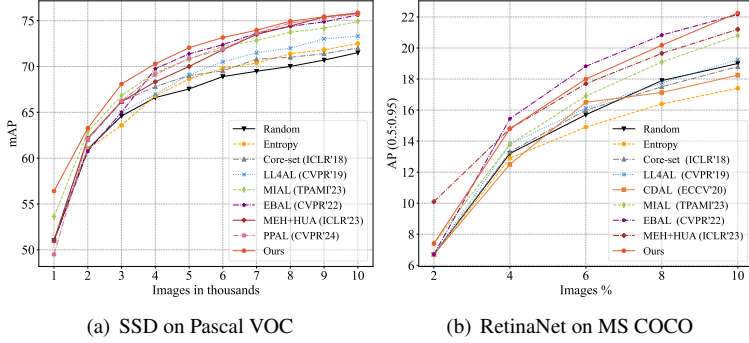 75
70
65
60
55
50
mAP
1 2 3 4 5 6 7 8 9 10
Images in thousands
Random
Entropy
Core-set (ICLR'18)
LL4AL (CVPR'19)
MIAL (TPAMI'23)
EBAL (CVPR'22)
MEH+HUA (ICLR'23)
PPAL (CVPR'24)
Ours
(a) SSD on Pascal VOC
22
20
18
16
14
12
10
8
6
AP (0.5:0.95)
2 4 6 8 10
Images %
Random
Entropy
Core-set (ICLR'18)
LL4AL (CVPR'19)
CDAL (ECCV'20)
MIAL (TPAMI'23)
EBAL (CVPR'22)
MEH+HUA (ICLR'23)
Ours
(b) RetinaNet on MS COCO